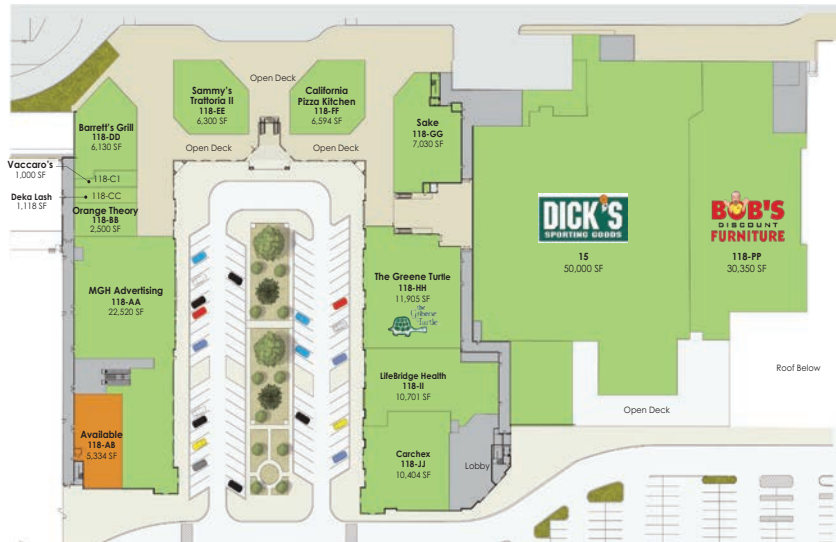 Open Deck
Sammy's
Trattoria II
118-EE
6,300 SF
California
Pizza Kitchen
118-FF
6,594 SF
Barrett's Grill
118-DD
6,130 SF
Sake
118-GG
7,030 SF
Open Deck
Open Deck
Vaccaro's
1,000 SF
118-C1
Deka Lash
1,118 SF
118-CC
Orange Theory
118-BB
2,500 SF
DICK'S
SPORTING GOODS
15
50,000 SF
BOB'S
DISCOUNT
FURNITURE
118-PP
30,350 SF
MGH Advertising
118-AA
22,520 SF
The Greene Turtle
118-HH
11,905 SF
the
Greene
Turtle
LifeBridge Health
118-II
10,701 SF
Roof Below
Open Deck
Available
118-AB
5,334 SF
Carchex
118-JJ
10,404 SF
Lobby